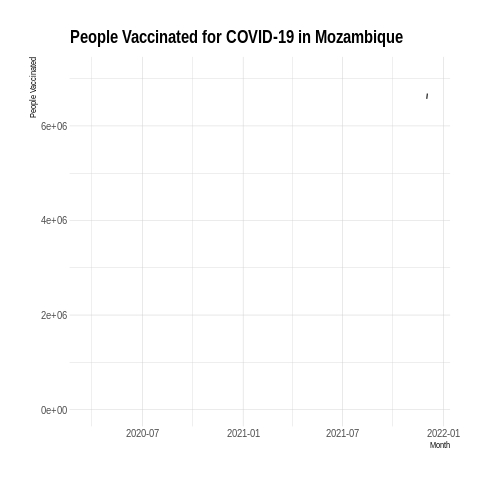 People Vaccinated for COVID-19 in Mozambique
People Vaccinated
6e+06
4e+06
2e+06
0e+00
2020-07
2021-01
2021-07
2022-01
Month